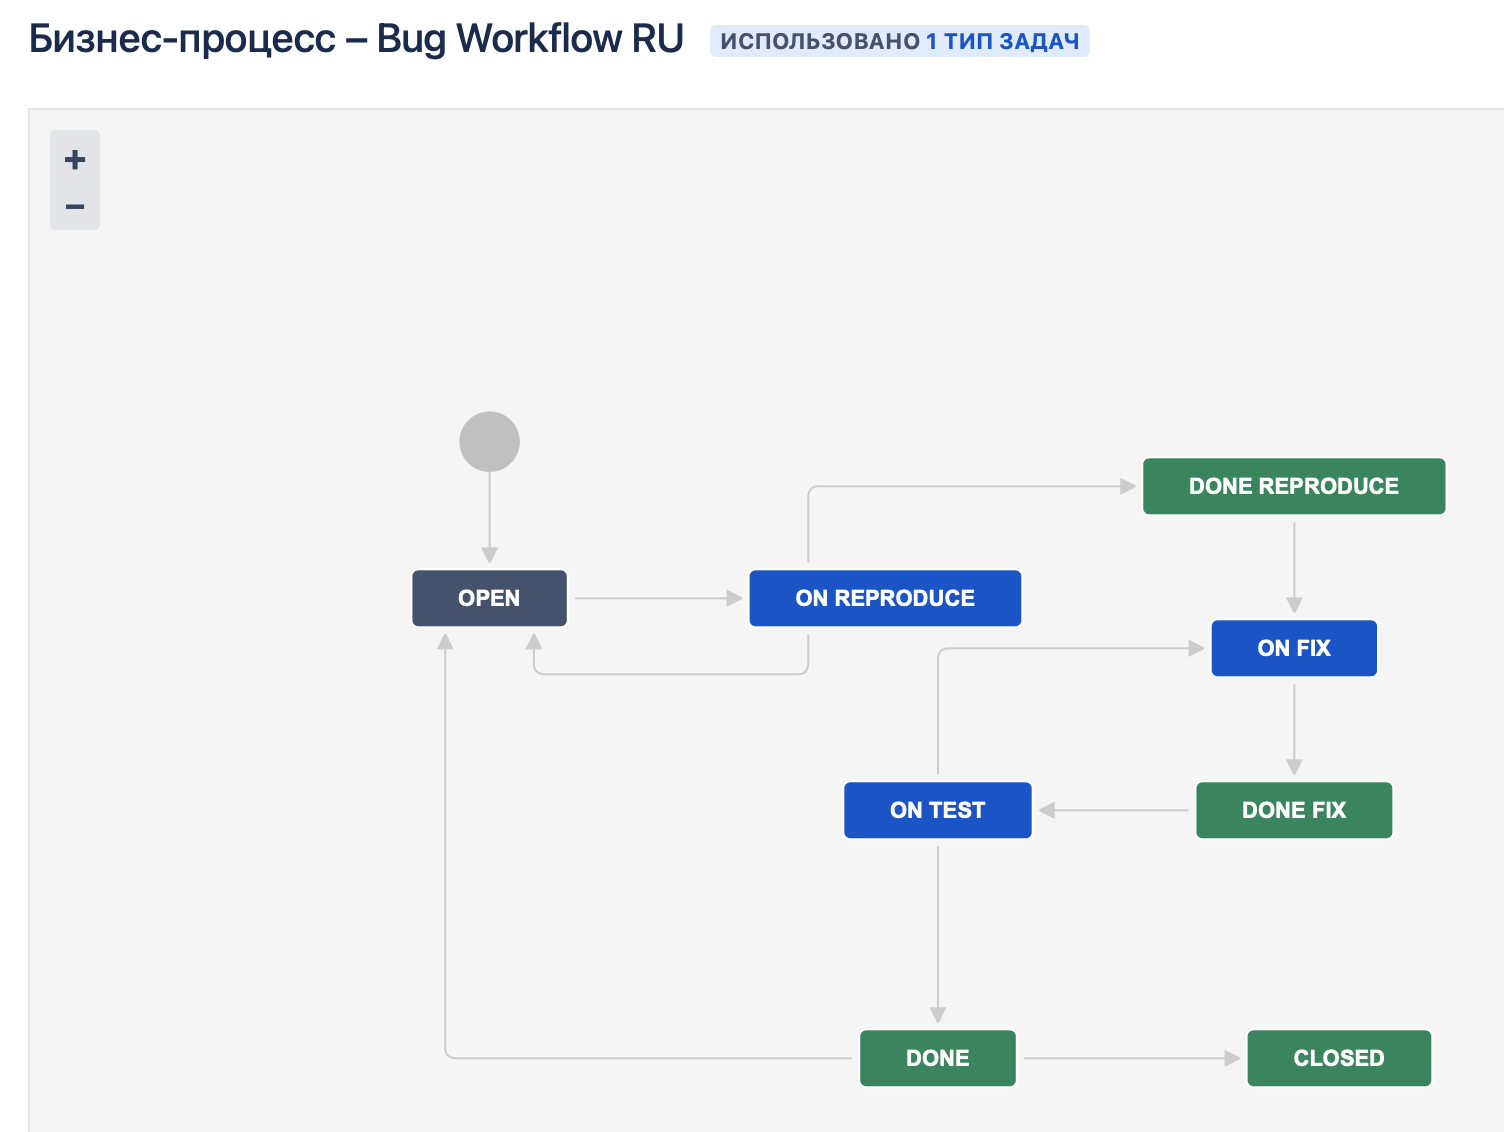 Бизнес-процесс – Bug Workflow RU
ИСПОЛЬЗОВАНО 1 ТИП ЗАДАЧ
+
–
DONE REPRODUCE
OPEN
ON REPRODUCE
ON FIX
ON TEST
DONE FIX
DONE
CLOSED